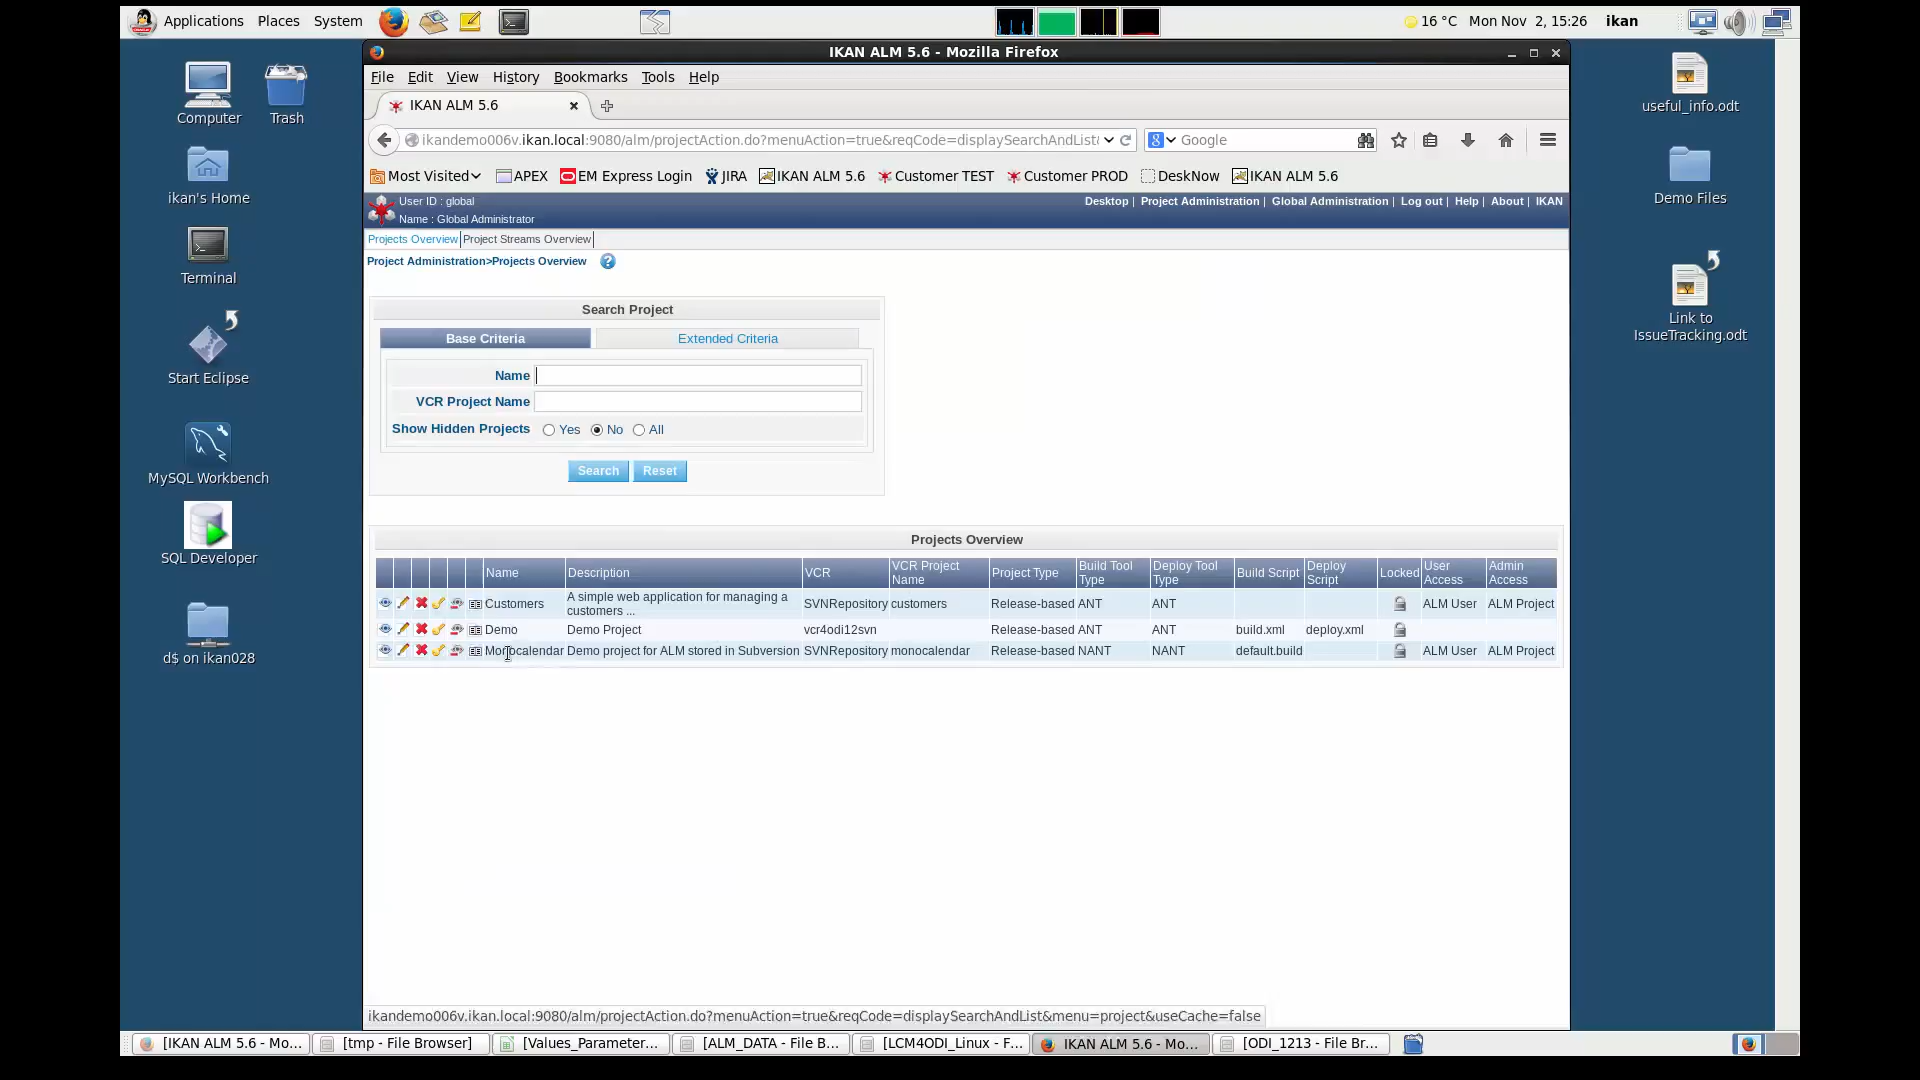 Applications Places System
16 °C Mon Nov 2, 15:26 ikan
IKAN ALM 5.6 - Mozilla Firefox
File Edit View History Bookmarks Tools Help
IKAN ALM 5.6
ikandemo006v.ikan.local:9080/alm/projectAction.do?menuAction=true&reqCode=displaySearchAndList
Google
Most Visited APEX EM Express Login JIRA IKAN ALM 5.6 Customer TEST Customer PROD DeskNow IKAN ALM 5.6
User ID : global
Name : Global Administrator
Desktop | Project Administration | Global Administration | Log out | Help | About | IKAN
Projects Overview Project Streams Overview
Project Administration>Projects Overview
Search Project
Base Criteria Extended Criteria
Name
VCR Project Name
Show Hidden Projects Yes No All
Search Reset
Projects Overview
Name Description VCR VCR Project Name Project Type Build Tool Type Deploy Tool Type Build Script Deploy Script Locked User Access Admin Access
Customers A simple web application for managing a customers ... SVNRepository customers Release-based ANT ANT ALM User ALM Project
Demo Demo Project vcr4odi12svn Release-based ANT ANT build.xml deploy.xml
Monocalendar Demo project for ALM stored in Subversion SVNRepository monocalendar Release-based NANT NANT default.build ALM User ALM Project
ikandemo006v.ikan.local:9080/alm/projectAction.do?menuAction=true&reqCode=displaySearchAndList&menu=project&useCache=false
Computer
Trash
ikan's Home
Terminal
Start Eclipse
MySQL Workbench
SQL Developer
d$ on ikan028
useful_info.odt
Demo Files
Link to
IssueTracking.odt
[IKAN ALM 5.6 - Mo... [tmp - File Browser] [Values_Parameter... [ALM_DATA - File B... [LCM4ODI_Linux - F... IKAN ALM 5.6 - Mo... [ODI_1213 - File Br...